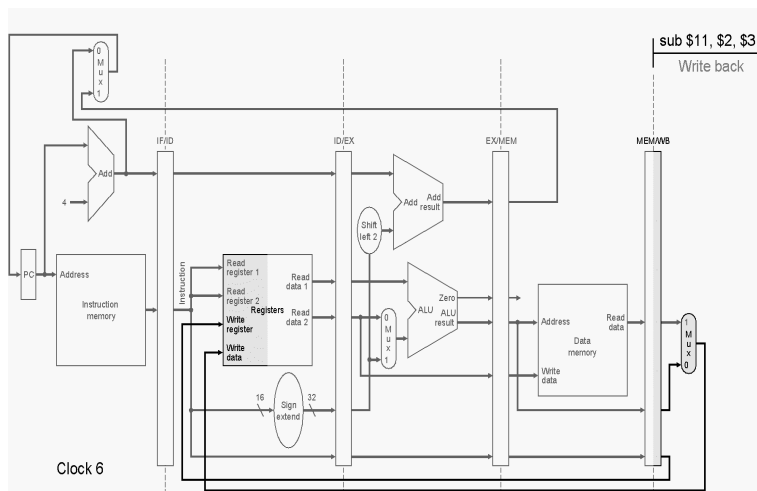 sub $11, $2, $3
Write back
0
M
u
x
1
IF/ID
ID/EX
EX/MEM
MEM/WB
Add
4
Add
Add
result
Shift
left 2
PC
Address
Instruction
memory
Instruction
Read
register 1
Read
register 2
Write
register
Write
data
Registers
Read
data 1
Read
data 2
0
M
u
x
1
ALU
Zero
ALU
result
Address
Write
data
Data
memory
Read
data
1
M
u
x
0
16
Sign
extend
32
Clock 6